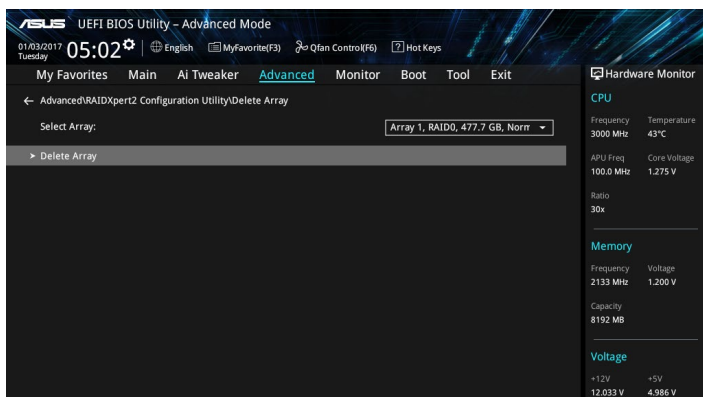 ASUS UEFI BIOS Utility – Advanced Mode
01/03/2017 Tuesday 05:02 English MyFavorite(F3) Qfan Control(F6) ? Hot Keys
My Favorites Main Ai Tweaker Advanced Monitor Boot Tool Exit
← Advanced\RAIDXpert2 Configuration Utility\Delete Array
Select Array: Array 1, RAID0, 477.7 GB, Norm
> Delete Array
Hardware Monitor
CPU
Frequency Temperature
3000 MHz 43°C
APU Freq Core Voltage
100.0 MHz 1.275 V
Ratio
30x
Memory
Frequency Voltage
2133 MHz 1.200 V
Capacity
8192 MB
Voltage
+12V +5V
12.033 V 4.986 V